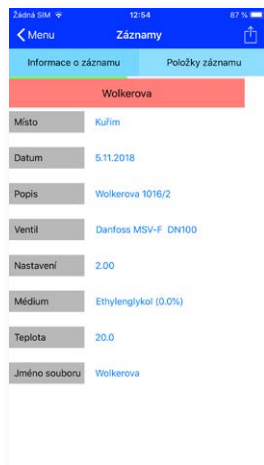 Žádná SIM 12:54 87 %
Menu Záznamy
Informace o záznamu Položky záznamu
Wolkerova
Místo Kuřim
Datum 5.11.2018
Popis Wolkerova 1016/2
Ventil Danfoss MSV-F DN100
Nastavení 2.00
Médium Ethylenglykol (0.0%)
Teplota 20.0
Jméno souboru Wolkerova